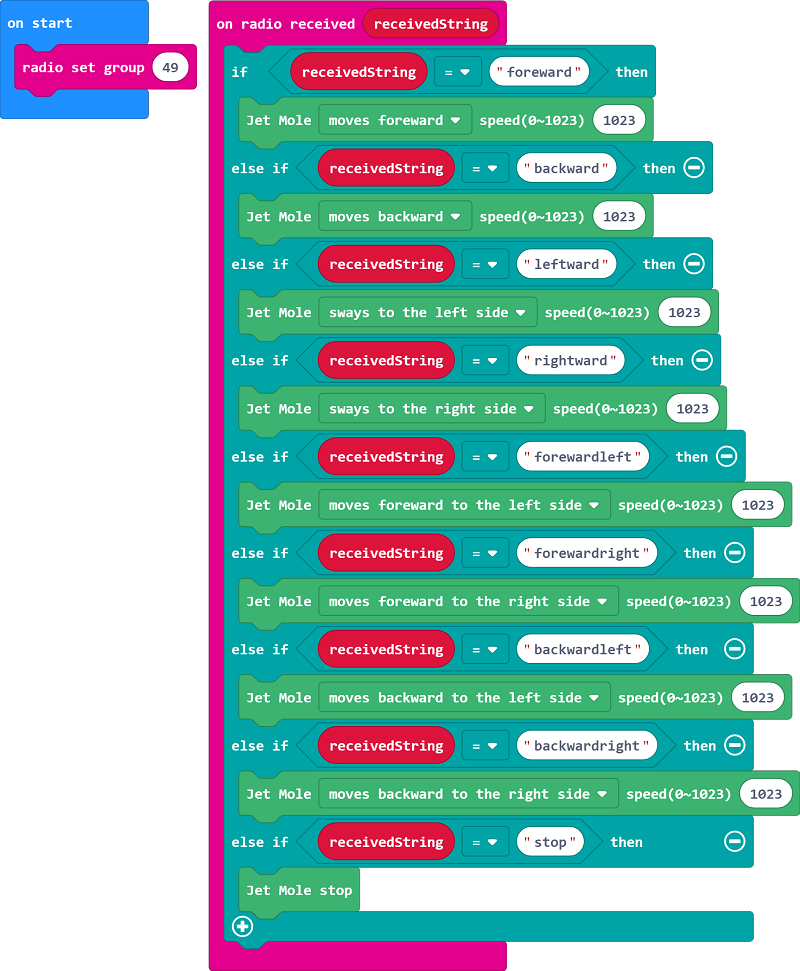 on start
radio set group 49
on radio received receivedString
if receivedString = "foreward" then
Jet Mole moves foreward speed(0~1023) 1023
else if receivedString = "backward" then
Jet Mole moves backward speed(0~1023) 1023
else if receivedString = "leftward" then
Jet Mole sways to the left side speed(0~1023) 1023
else if receivedString = "rightward" then
Jet Mole sways to the right side speed(0~1023) 1023
else if receivedString = "forewardleft" then
Jet Mole moves foreward to the left side speed(0~1023) 1023
else if receivedString = "forewardright" then
Jet Mole moves foreward to the right side speed(0~1023) 1023
else if receivedString = "backwardleft" then
Jet Mole moves backward to the left side speed(0~1023) 1023
else if receivedString = "backwardright" then
Jet Mole moves backward to the right side speed(0~1023) 1023
else if receivedString = "stop" then
Jet Mole stop